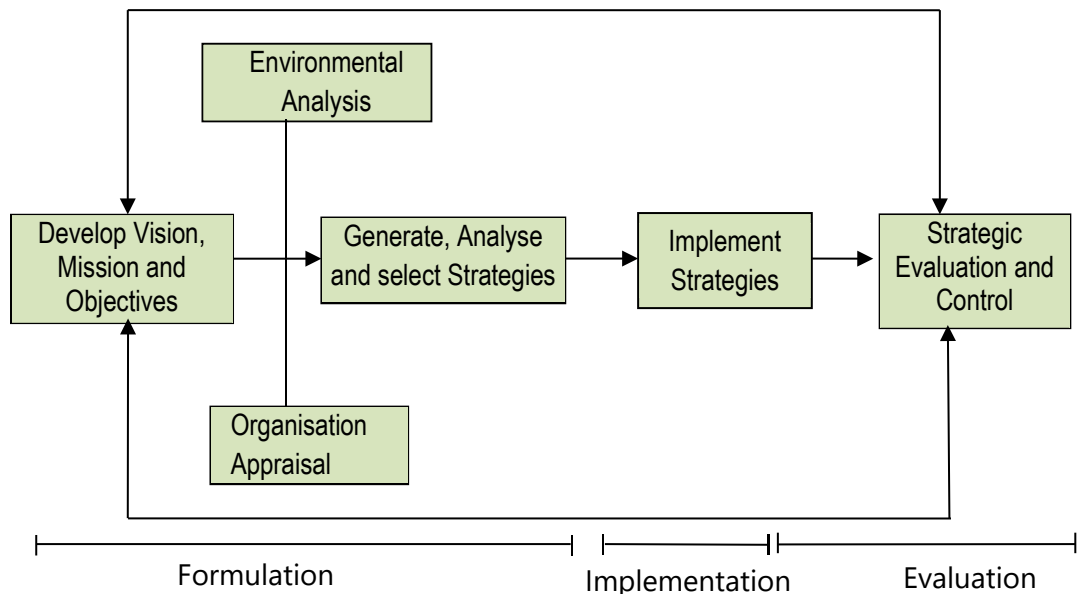 Environmental
Analysis
Develop Vision,
Mission and
Objectives
Generate, Analyse
and select Strategies
Implement
Strategies
Strategic
Evaluation and
Control
Organisation
Appraisal
Formulation
Implementation
Evaluation